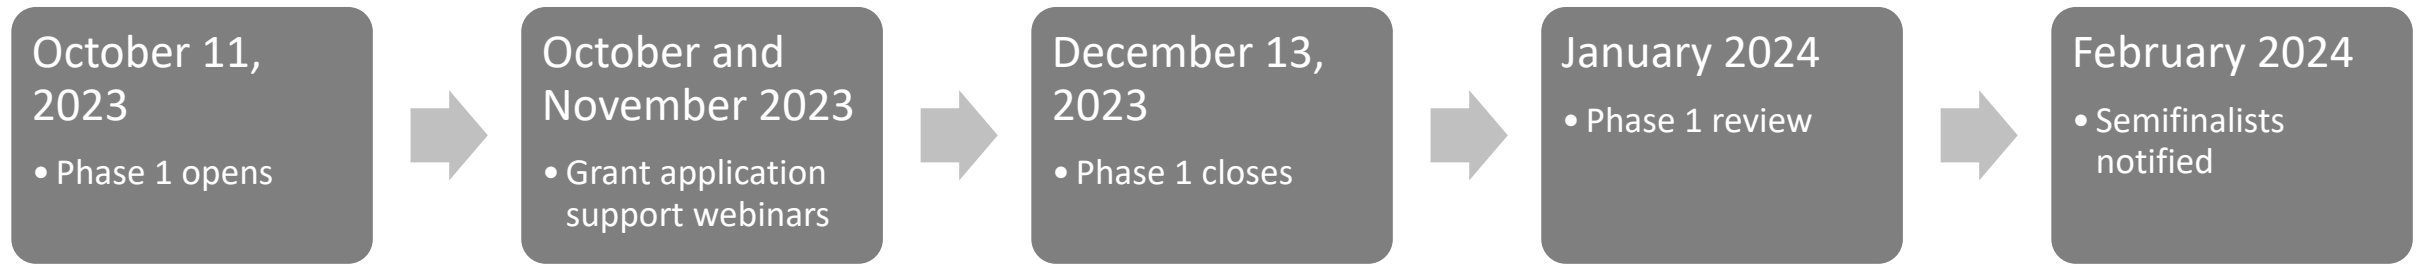 October 11,
2023
• Phase 1 opens
October and
November 2023
• Grant application
support webinars
December 13,
2023
• Phase 1 closes
January 2024
• Phase 1 review
February 2024
• Semifinalists
notified